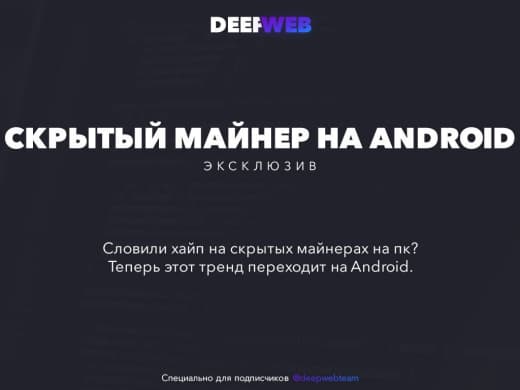 DEEPWEB
СКРЫТЫЙ МАЙНЕР НА ANDROID
ЭКСКЛЮЗИВ
Словили хайп на скрытых майнерах на пк?
Теперь этот тренд переходит на Android.
Специально для подписчиков @deepwebteam